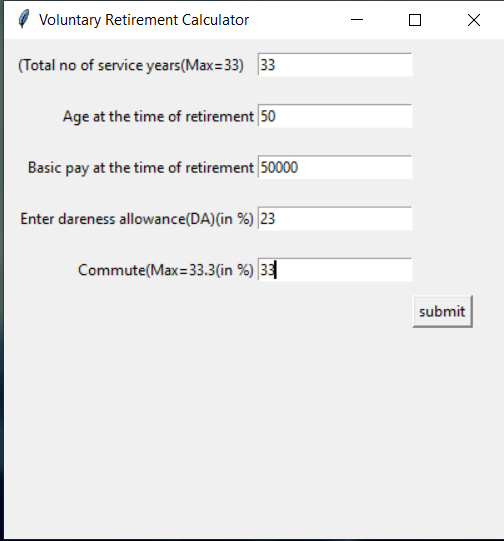 Voluntary Retirement Calculator
(Total no of service years(Max=33) 33
Age at the time of retirement 50
Basic pay at the time of retirement 50000
Enter dareness allowance(DA)(in %) 23
Commute(Max=33.3(in %) 33
submit